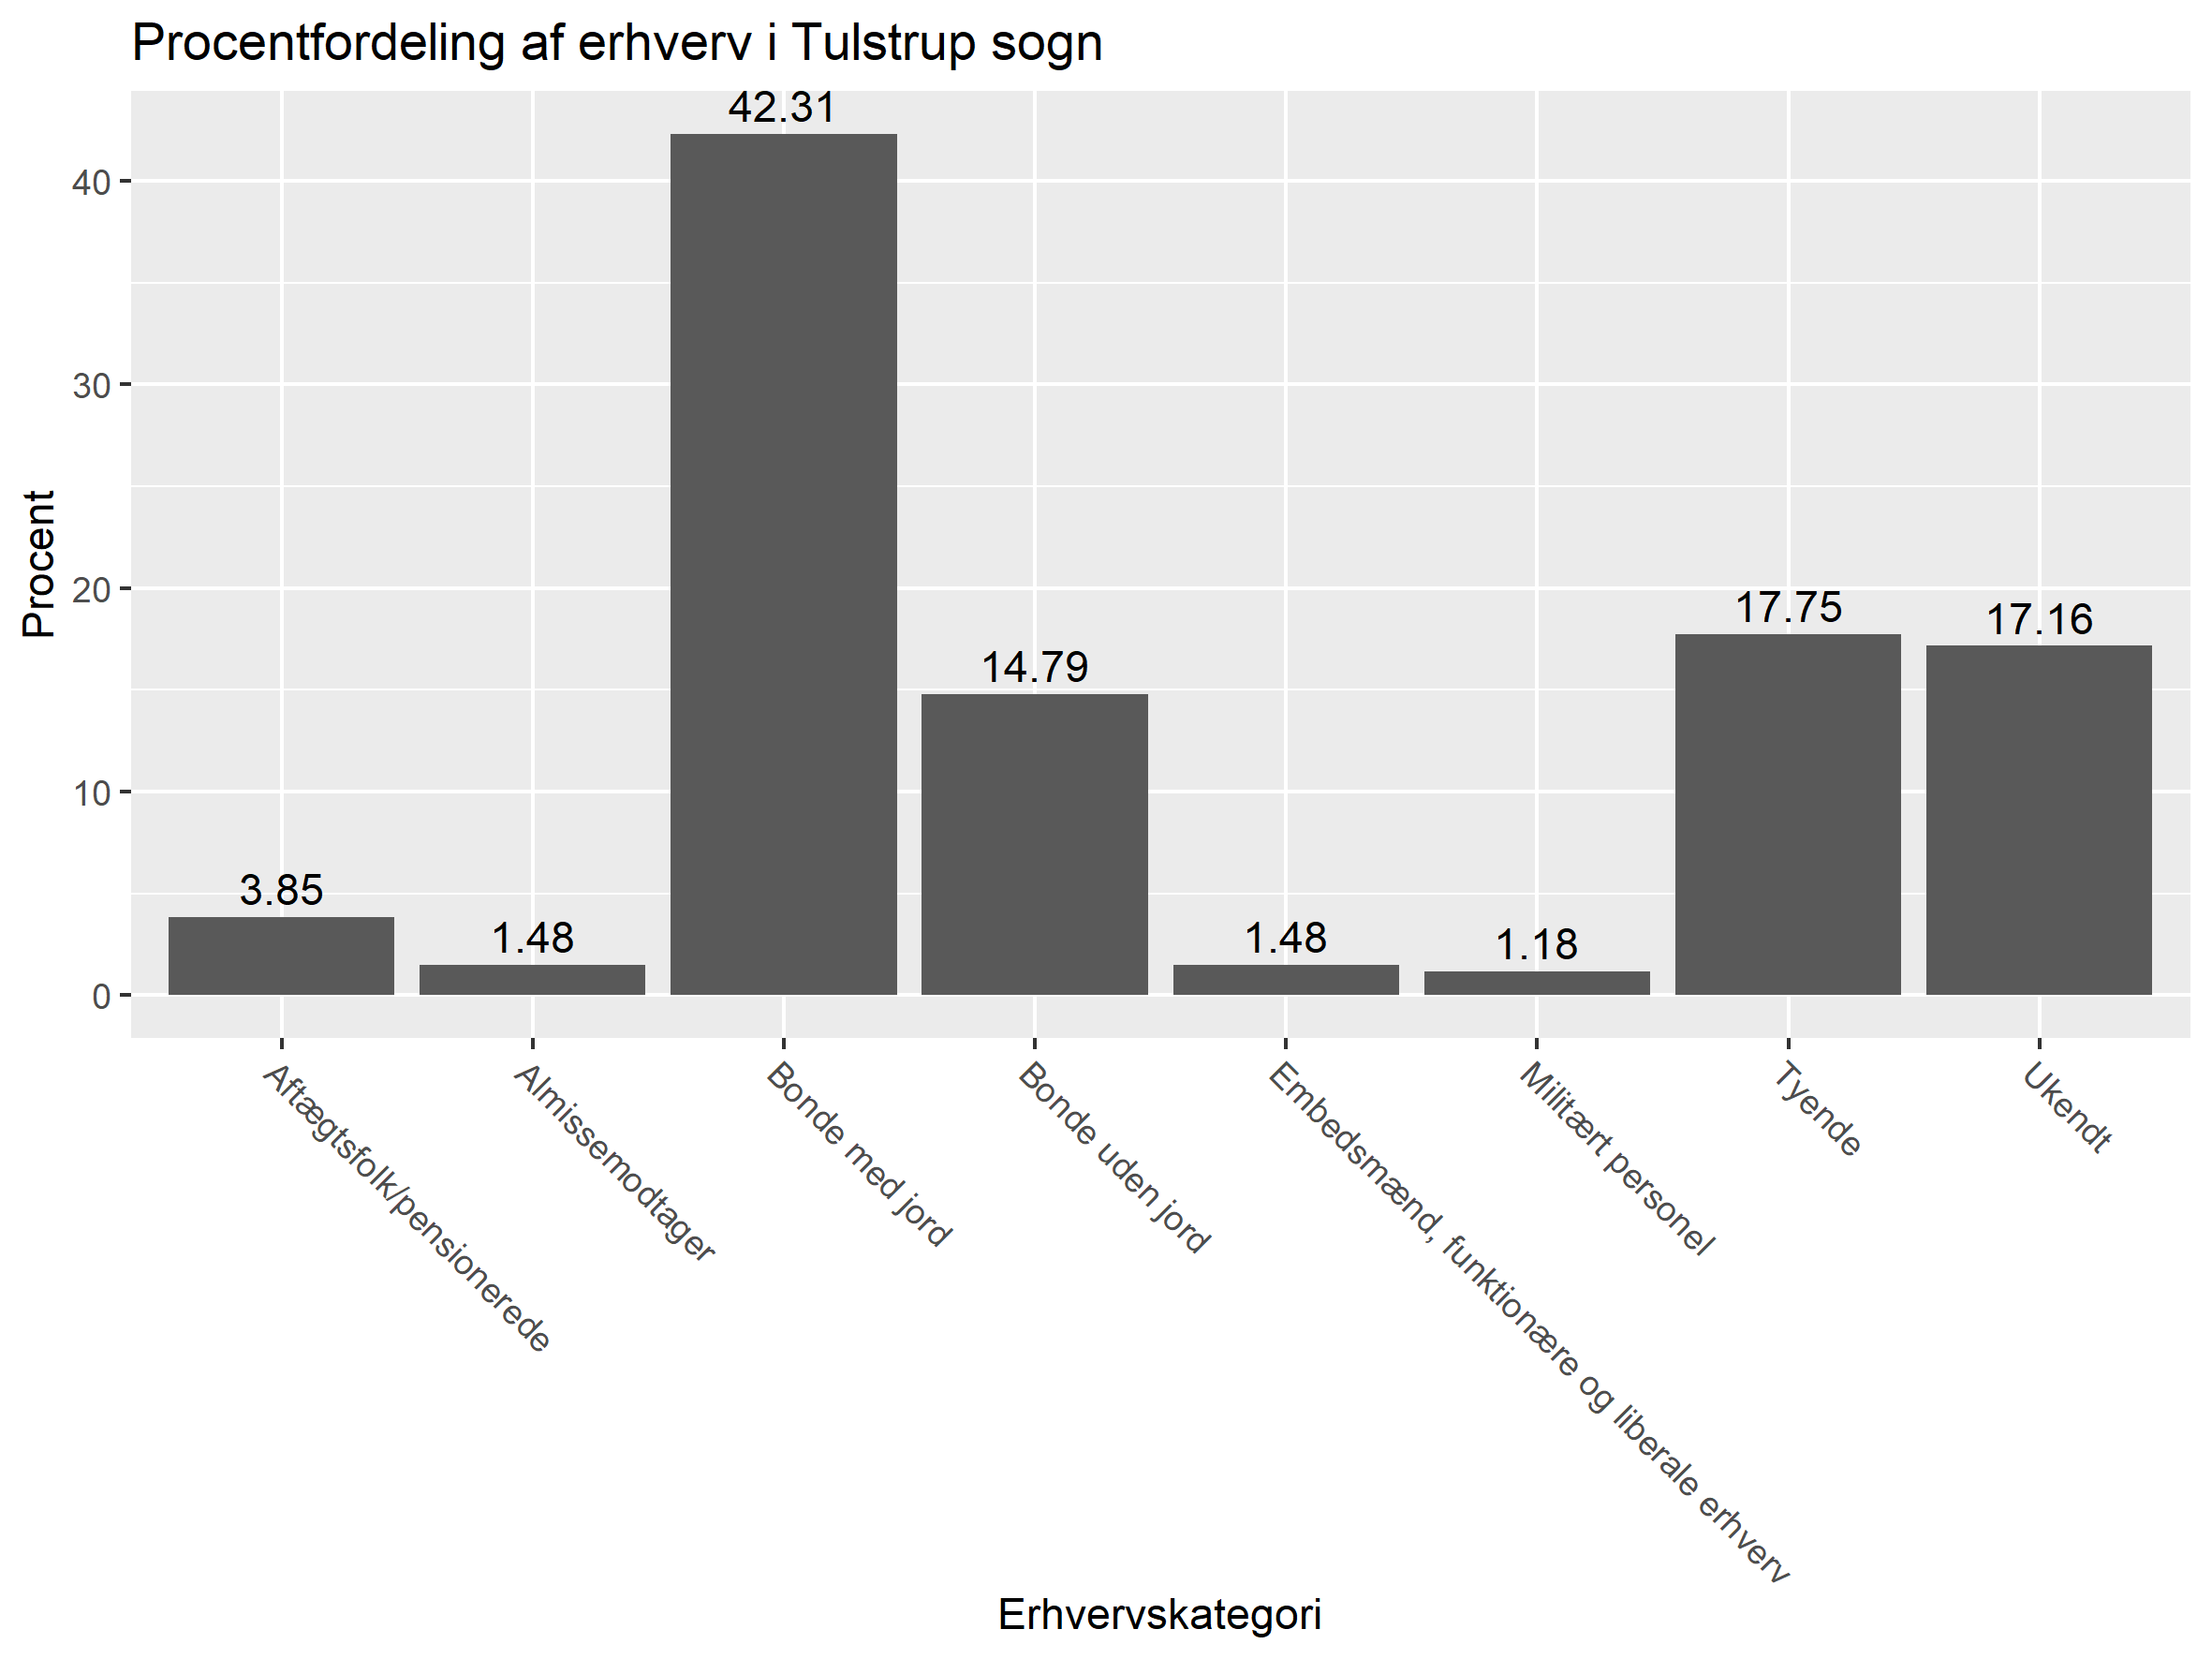 Procentfordeling af erhverv i Tulstrup sogn
Procent
40
30
20
10
0
3.85
1.48
42.31
14.79
1.48
1.18
17.75
17.16
Aftægtsfolk/pensionerede
Almissemodtager
Bonde med jord
Bonde uden jord
Embedsmænd, funktionære og liberale erhverv
Militært personel
Tyende
Ukendt
Erhvervskategori